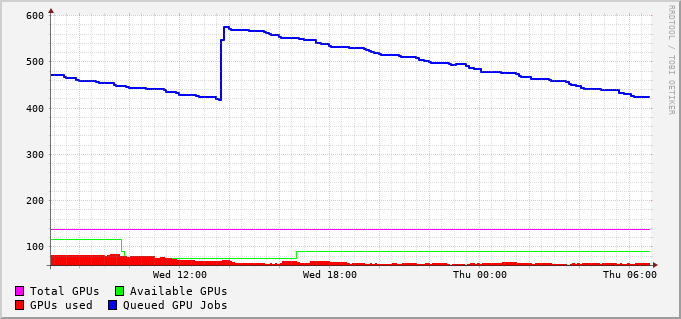 600
500
400
300
200
100
Wed 12:00 Wed 18:00 Thu 00:00 Thu 06:00
Total GPUs Available GPUs
GPUs used Queued GPU Jobs
RRDTOOL / TOBI OETIKER